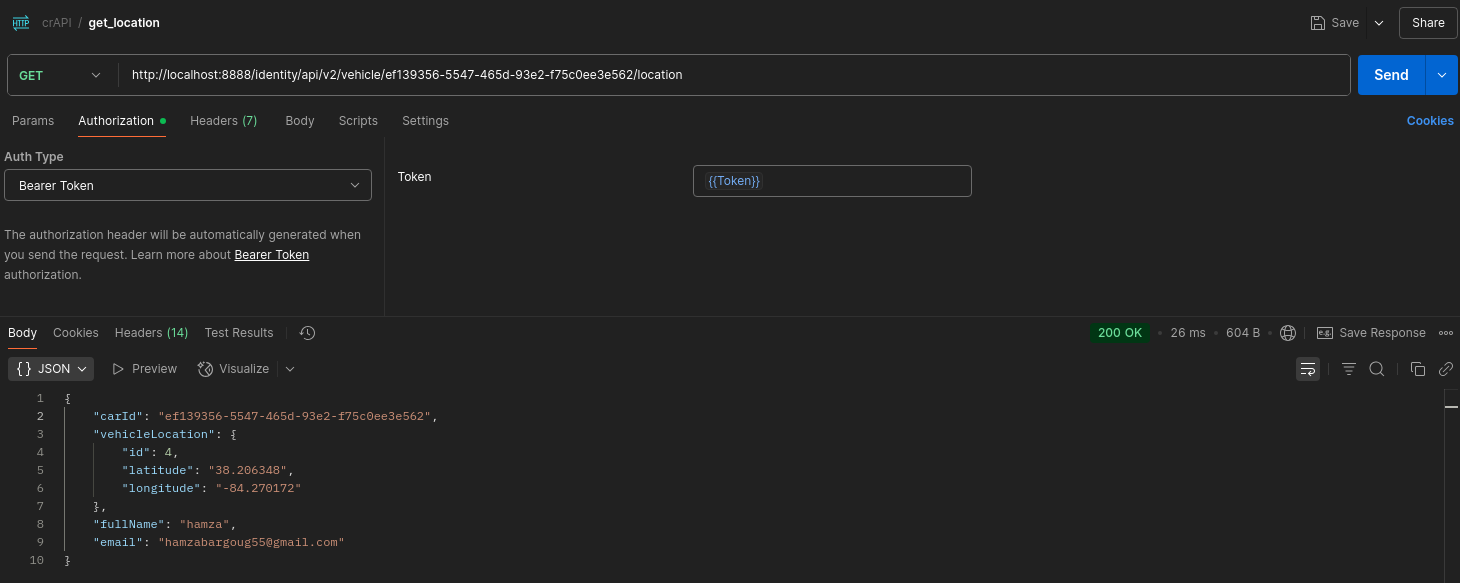 HTTP crAPI / get_location Save Share
GET http://localhost:8888/identity/api/v2/vehicle/ef139356-5547-465d-93e2-f75c0ee3e562/location Send
Params Authorization Headers (7) Body Scripts Settings Cookies
Auth Type
Bearer Token
The authorization header will be automatically generated when
you send the request. Learn more about Bearer Token
authorization.
Token {{Token}}
Body Cookies Headers (14) Test Results 200 OK • 26 ms • 604 B • e.g. Save Response
{} JSON Preview Visualize
1 {
2 "carId": "ef139356-5547-465d-93e2-f75c0ee3e562",
3 "vehicleLocation": {
4 "id": 4,
5 "latitude": "38.206348",
6 "longitude": "-84.270172"
7 },
8 "fullName": "hamza",
9 "email": "hamzabargoug55@gmail.com"
10 }